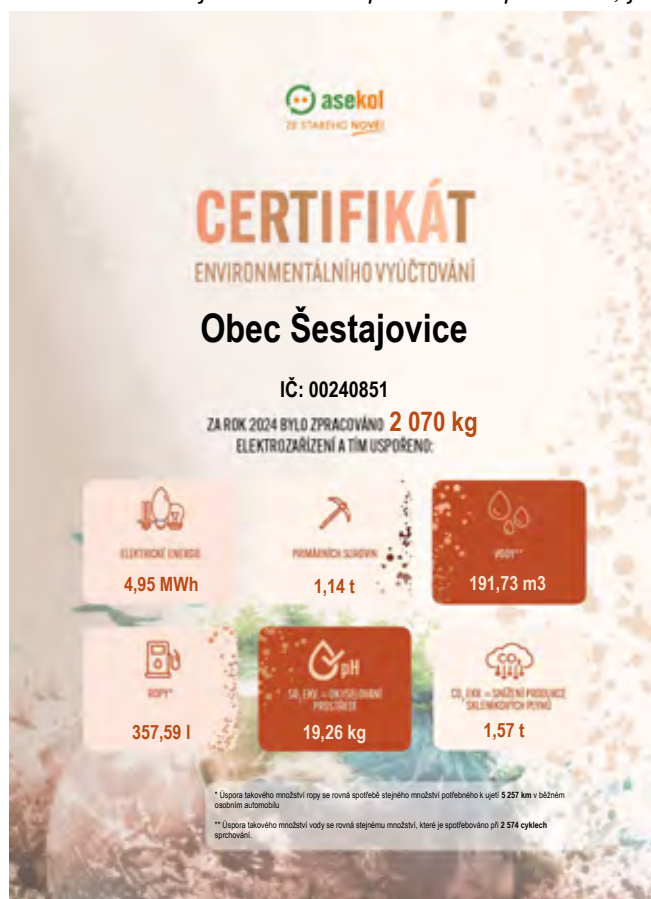 asekol
ZE STARÉHO NOVÉ!
CERTIFIKÁT
ENVIRONMENTÁLNÍHO VYÚČTOVÁNÍ
Obec Šestajovice
IČ: 00240851
ZA ROK 2024 BYLO ZPRACOVÁNO 2 070 kg
ELEKTROZAŘÍZENÍ A TÍM USPOŘENO:
ELEKTRICKÉ ENERGIE
4,95 MWh
PRIMÁRNÍCH SUROVIN
1,14 t
VODY**
191,73 m3
ROPY*
357,59 l
pH
SO₂ EKV. = OKYSELOVÁNÍ
PROSTŘEDÍ
19,26 kg
CO₂
CO₂ EKV. = SNÍŽENÍ PRODUKCE
SKLENÍKOVÝCH PLYNŮ
1,57 t
* Úspora takového množství ropy se rovná spotřebě stejného množství potřebného k ujetí 5 257 km v běžném
osobním automobilu
** Úspora takového množství vody se rovná stejnému množství, které je spotřebováno při 2 574 cyklech
sprchování.